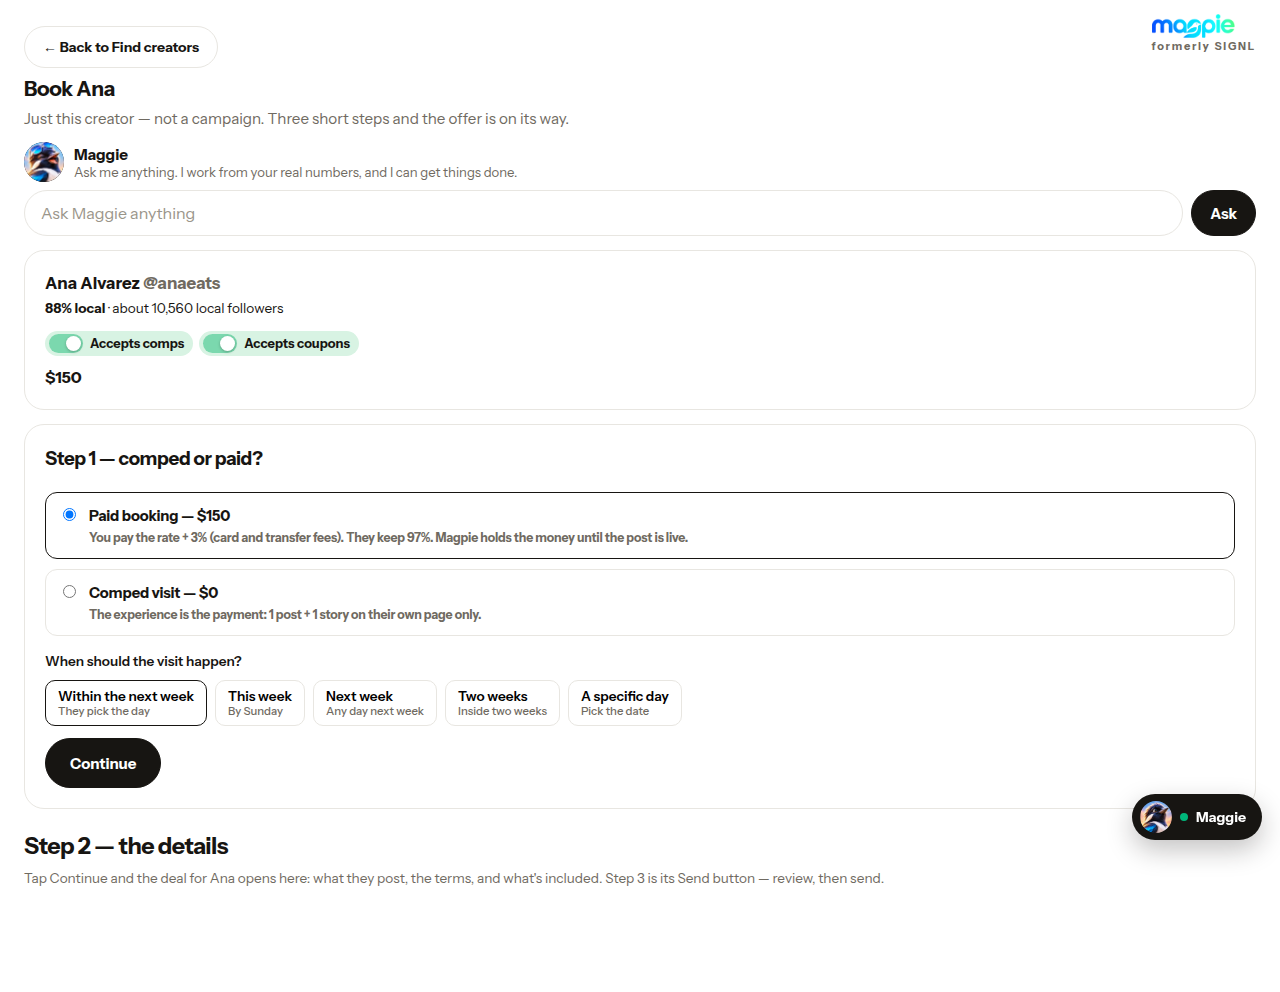 ← Back to Find creators
magpie
formerly SIGNL
Book Ana
Just this creator — not a campaign. Three short steps and the offer is on its way.
Maggie
Ask me anything. I work from your real numbers, and I can get things done.
Ask Maggie anything
Ask
Ana Alvarez @anaeats
88% local · about 10,560 local followers
Accepts comps
Accepts coupons
$150
Step 1 — comped or paid?
Paid booking — $150
You pay the rate + 3% (card and transfer fees). They keep 97%. Magpie holds the money until the post is live.
Comped visit — $0
The experience is the payment: 1 post + 1 story on their own page only.
When should the visit happen?
Within the next week
They pick the day
This week
By Sunday
Next week
Any day next week
Two weeks
Inside two weeks
A specific day
Pick the date
Continue
Maggie
Step 2 — the details
Tap Continue and the deal for Ana opens here: what they post, the terms, and what's included. Step 3 is its Send button — review, then send.